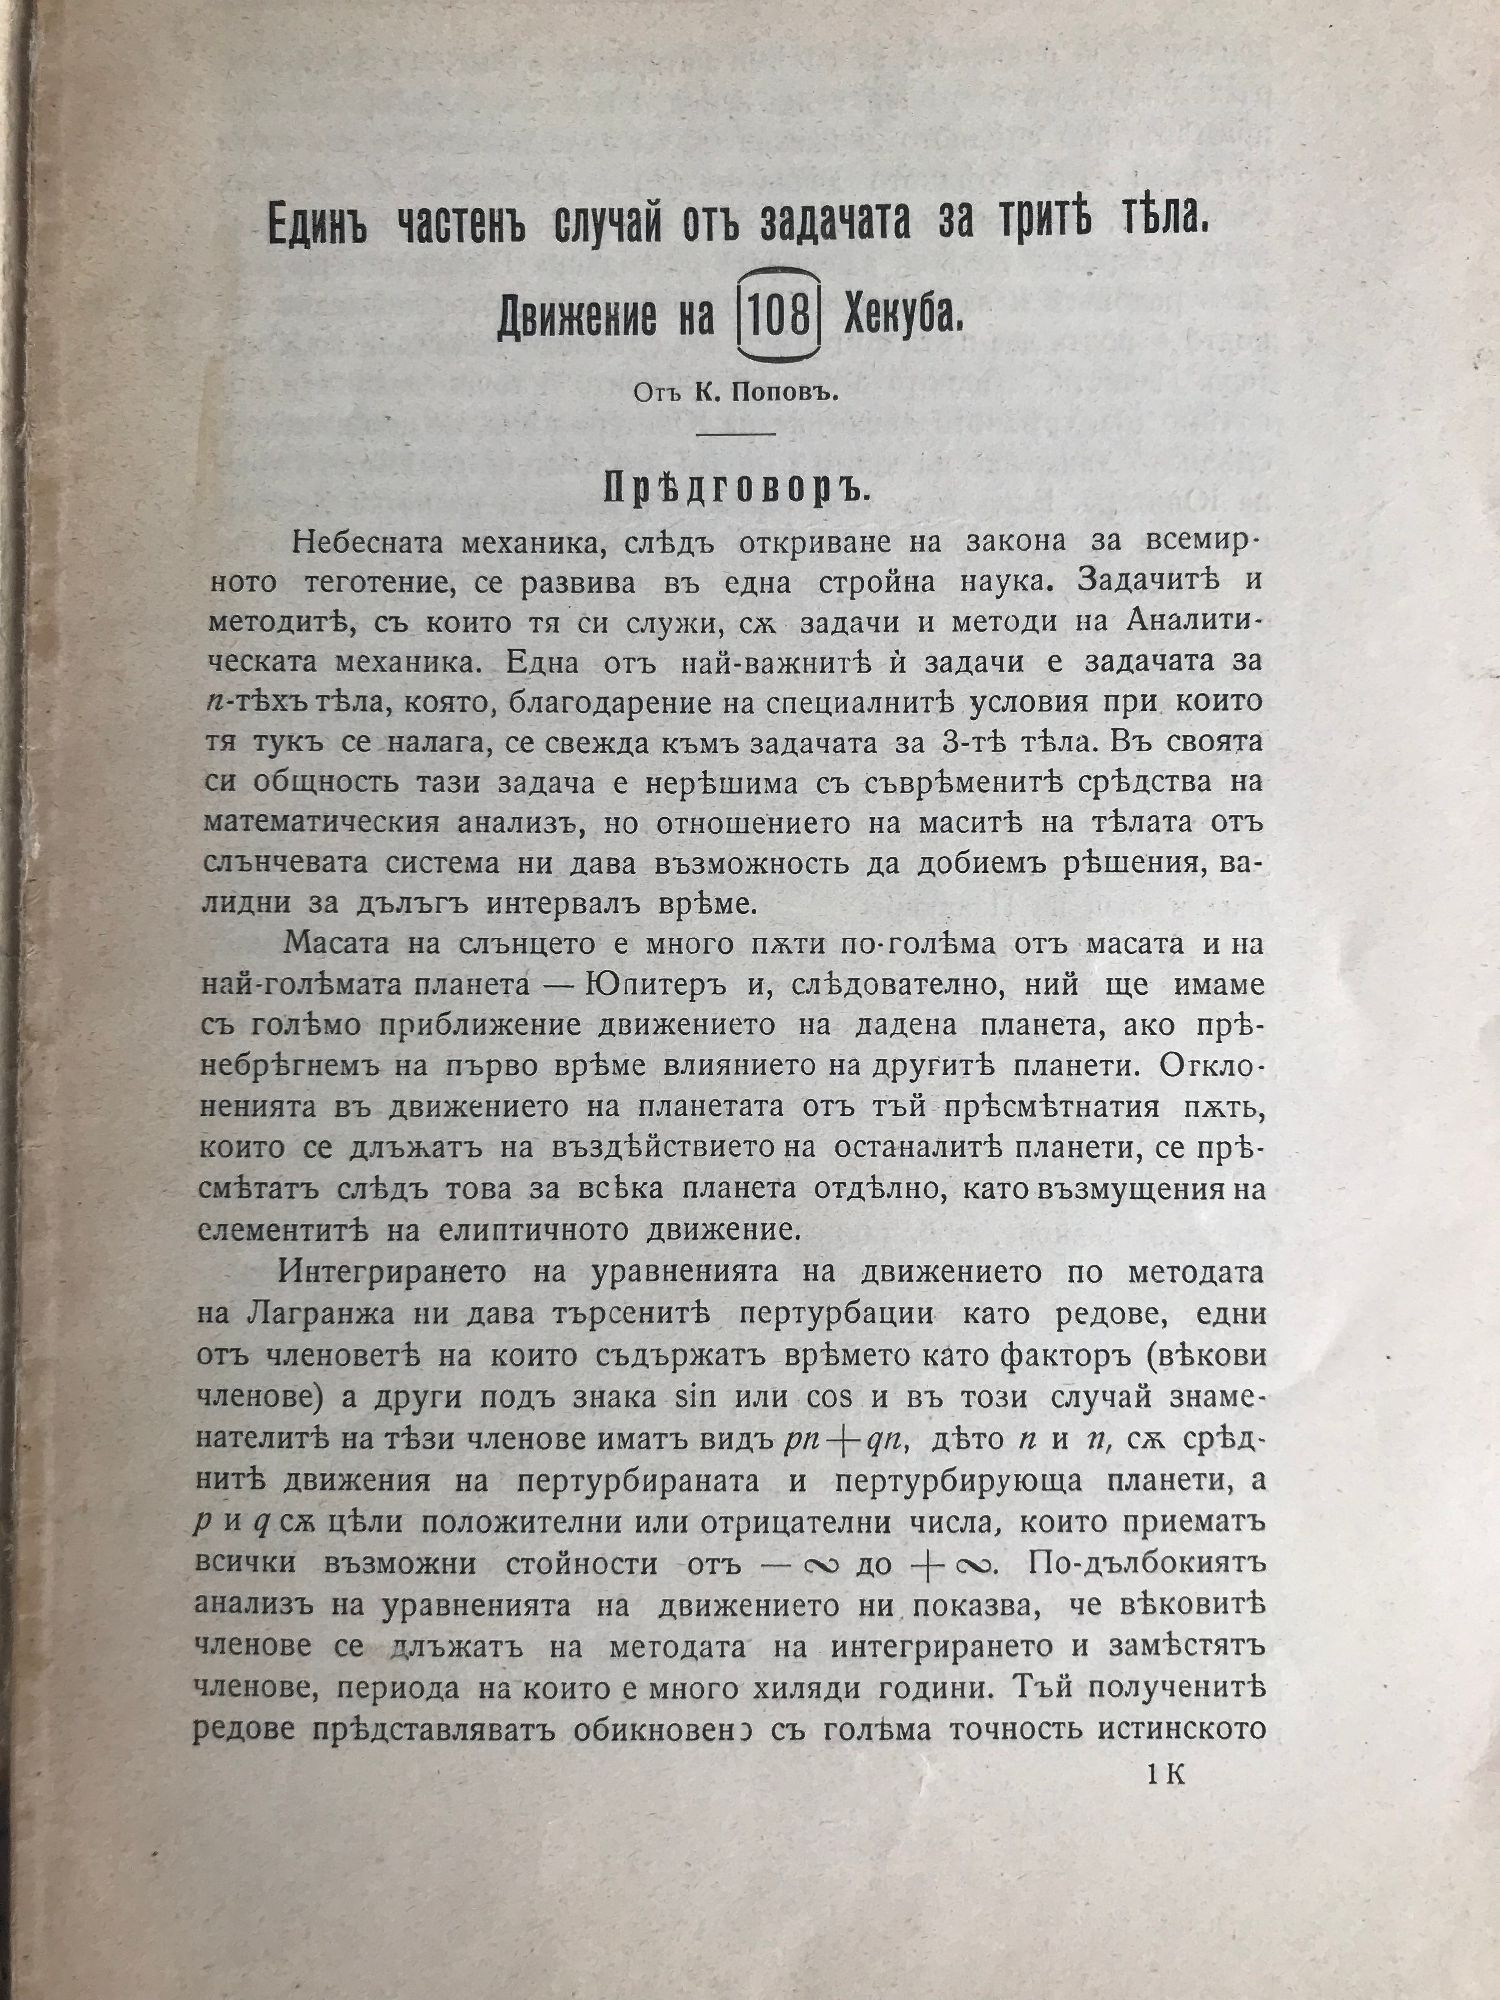 Единъ частенъ случай отъ задачата за тритѣ тѣла.
Движение на (108) Хекуба.
Отъ К. Поповъ.
Прѣдговоръ.
Небесната механика, слѣдъ откриване на закона за всемир-
ното теготение, се развива въ една стройна наука. Задачитѣ и
методитѣ, съ които тя си служи, сѫ задачи и методи на Аналити-
ческата механика. Една отъ най-важнитѣ ѝ задачи е задачата за
n-тѣхъ тѣла, която, благодарение на специалнитѣ условия при които
тя тукъ се налага, се свежда къмъ задачата за 3-тѣ тѣла. Въ своята
си общность тази задача е нерѣшима съ съврѣменитѣ срѣдства на
математическия анализъ, но отношението на маситѣ на тѣлата отъ
слънчевата система ни дава възможность да добиемъ рѣшения, ва-
лидни за дълъгъ интервалъ врѣме.
Масата на слънцето е много пѫти по-голѣма отъ масата и на
най-голѣмата планета — Юпитеръ и, слѣдователно, ний ще имаме
съ голѣмо приближение движението на дадена планета, ако прѣ-
небрѣгнемъ на първо врѣме влиянието на другитѣ планети. Откло-
ненията въ движението на планетата отъ тъй прѣсмѣтнатия пѫть,
които се длъжатъ на въздѣйствието на останалитѣ планети, се прѣ-
смѣтатъ слѣдъ това за всѣка планета отдѣлно, като възмущения на
елементитѣ на елиптичното движение.
Интегрирането на уравненията на движението по методата
на Лагранжа ни дава търсенитѣ пертурбации като редове, едни
отъ членоветѣ на които съдържатъ врѣмето като факторъ (вѣкови
членове) а други подъ знака sin или cos и въ този случай знаме-
нателитѣ на тѣзи членове иматъ видъ pn + qn, дѣто n и n, сѫ срѣд-
нитѣ движения на пертурбираната и пертурбирующа планети, а
p и q сѫ цѣли положителни или отрицателни числа, които приематъ
всички възможни стойности отъ — ∞ до + ∞. По-дълбокиятъ
анализъ на уравненията на движението ни показва, че вѣковитѣ
членове се длъжатъ на методата на интегрирането и замѣстятъ
членове, периода на които е много хиляди години. Тъй полученитѣ
редове прѣдставляватъ обикновено съ голѣма точность истинското
1 К